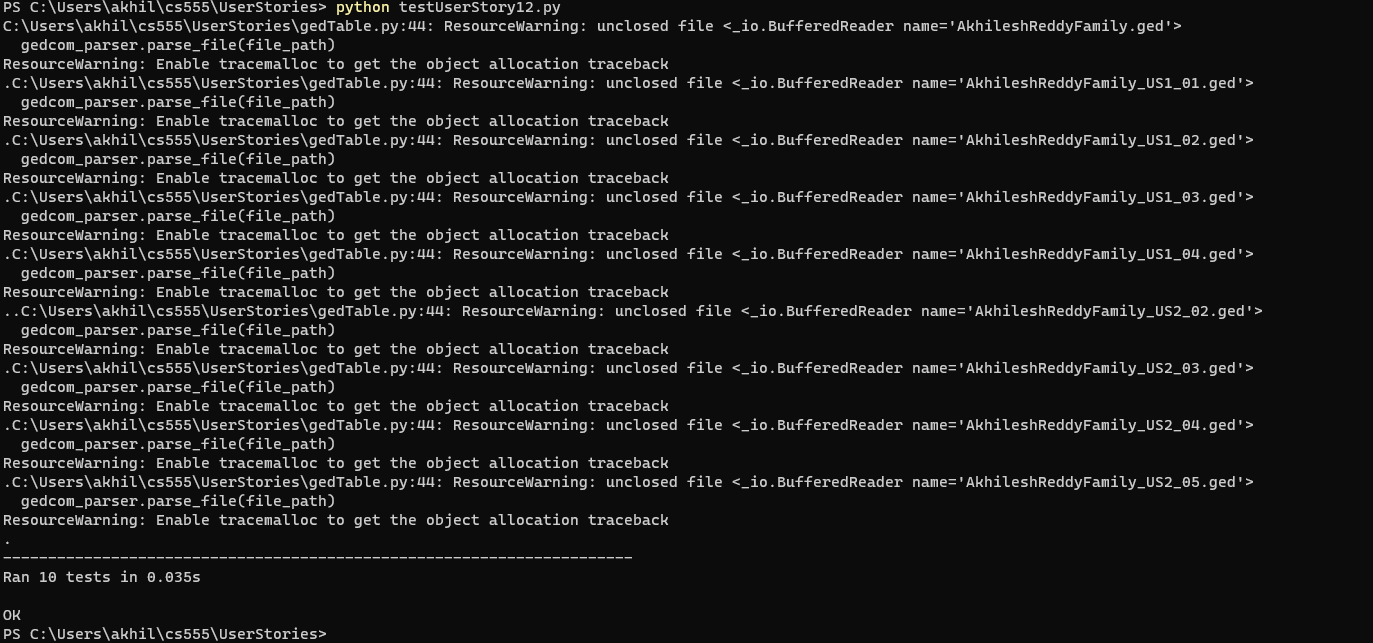 PS C:\Users\akhil\cs555\UserStories> python testUserStory12.py
C:\Users\akhil\cs555\UserStories\gedTable.py:44: ResourceWarning: unclosed file <_io.BufferedReader name='AkhileshReddyFamily.ged'>
  gedcom_parser.parse_file(file_path)
ResourceWarning: Enable tracemalloc to get the object allocation traceback
.C:\Users\akhil\cs555\UserStories\gedTable.py:44: ResourceWarning: unclosed file <_io.BufferedReader name='AkhileshReddyFamily_US1_01.ged'>
  gedcom_parser.parse_file(file_path)
ResourceWarning: Enable tracemalloc to get the object allocation traceback
.C:\Users\akhil\cs555\UserStories\gedTable.py:44: ResourceWarning: unclosed file <_io.BufferedReader name='AkhileshReddyFamily_US1_02.ged'>
  gedcom_parser.parse_file(file_path)
ResourceWarning: Enable tracemalloc to get the object allocation traceback
.C:\Users\akhil\cs555\UserStories\gedTable.py:44: ResourceWarning: unclosed file <_io.BufferedReader name='AkhileshReddyFamily_US1_03.ged'>
  gedcom_parser.parse_file(file_path)
ResourceWarning: Enable tracemalloc to get the object allocation traceback
.C:\Users\akhil\cs555\UserStories\gedTable.py:44: ResourceWarning: unclosed file <_io.BufferedReader name='AkhileshReddyFamily_US1_04.ged'>
  gedcom_parser.parse_file(file_path)
ResourceWarning: Enable tracemalloc to get the object allocation traceback
..C:\Users\akhil\cs555\UserStories\gedTable.py:44: ResourceWarning: unclosed file <_io.BufferedReader name='AkhileshReddyFamily_US2_02.ged'>
  gedcom_parser.parse_file(file_path)
ResourceWarning: Enable tracemalloc to get the object allocation traceback
.C:\Users\akhil\cs555\UserStories\gedTable.py:44: ResourceWarning: unclosed file <_io.BufferedReader name='AkhileshReddyFamily_US2_03.ged'>
  gedcom_parser.parse_file(file_path)
ResourceWarning: Enable tracemalloc to get the object allocation traceback
.C:\Users\akhil\cs555\UserStories\gedTable.py:44: ResourceWarning: unclosed file <_io.BufferedReader name='AkhileshReddyFamily_US2_04.ged'>
  gedcom_parser.parse_file(file_path)
ResourceWarning: Enable tracemalloc to get the object allocation traceback
.C:\Users\akhil\cs555\UserStories\gedTable.py:44: ResourceWarning: unclosed file <_io.BufferedReader name='AkhileshReddyFamily_US2_05.ged'>
  gedcom_parser.parse_file(file_path)
ResourceWarning: Enable tracemalloc to get the object allocation traceback
.
----------------------------------------------------------------------
Ran 10 tests in 0.035s

OK
PS C:\Users\akhil\cs555\UserStories>